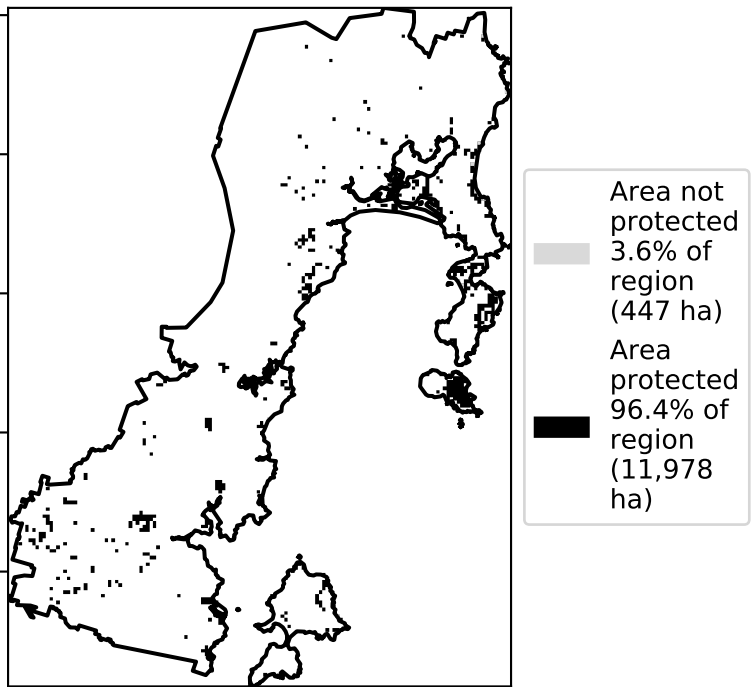 Area not
protected
3.6% of
region
(447 ha)
Area
protected
96.4% of
region
(11,978
ha)